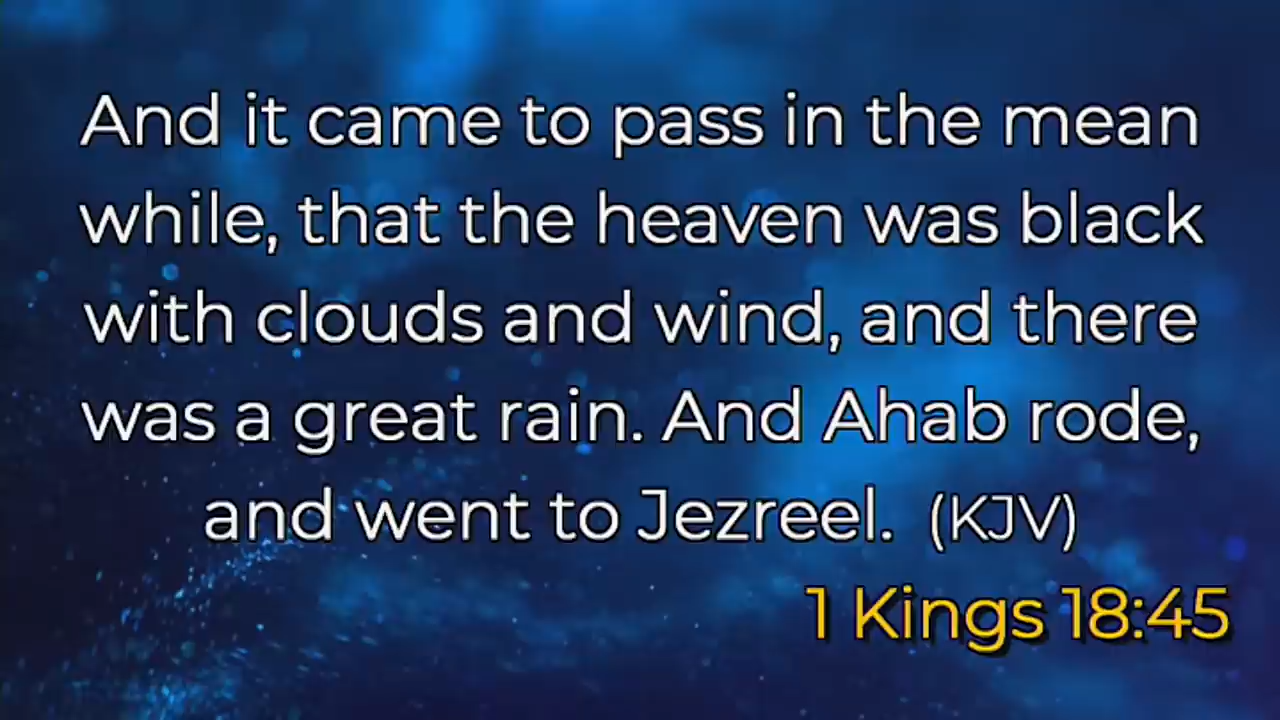 And it came to pass in the mean
while, that the heaven was black
with clouds and wind, and there
was a great rain. And Ahab rode,
and went to Jezreel. (KJV)
1 Kings 18:45